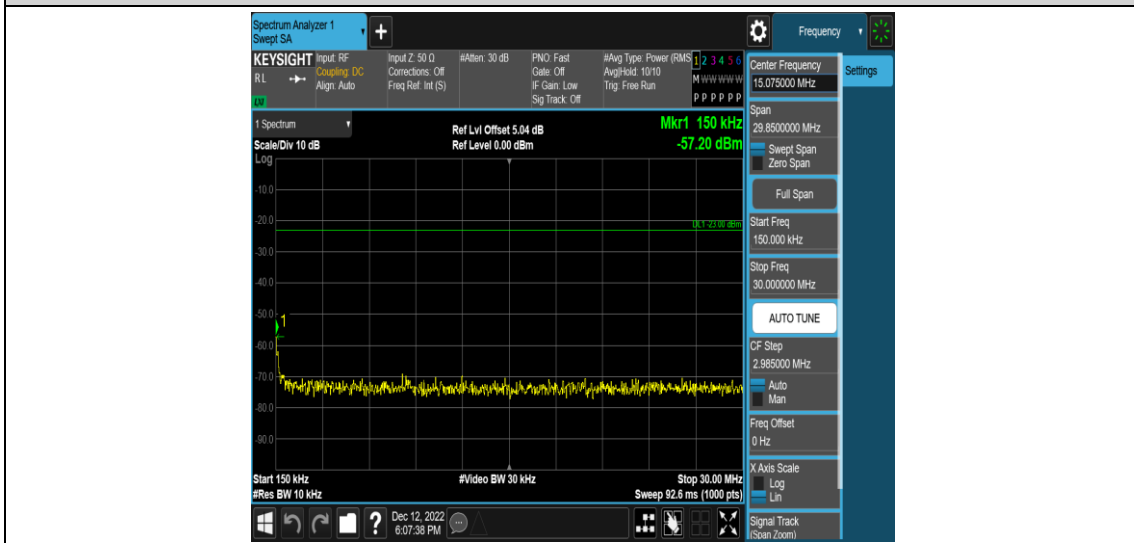 Spectrum Analyzer 1
Swept SA
+
Frequency
KEYSIGHT
RL
LXI
Input: RF
Coupling: DC
Align: Auto
Input Z: 50 Ω
Corrections: Off
Freq Ref: Int (S)
#Atten: 30 dB
PNO: Fast
Gate: Off
IF Gain: Low
Sig Track: Off
#Avg Type: Power (RMS
Avg|Hold: 10/10
Trig: Free Run
1 2 3 4 5 6
M W W W W W
P P P P P P
1 Spectrum
Scale/Div 10 dB
Ref Lvl Offset 5.04 dB
Ref Level 0.00 dBm
Mkr1 150 kHz
-57.20 dBm
Log
-10.0
-20.0
DL1 -23.00 dBm
-30.0
-40.0
-50.0
1
-60.0
-70.0
-80.0
-90.0
Start 150 kHz
#Res BW 10 kHz
#Video BW 30 kHz
Stop 30.00 MHz
Sweep 92.6 ms (1000 pts)
?
Dec 12, 2022
6:07:38 PM
Center Frequency
15.075000 MHz
Settings
Span
29.8500000 MHz
Swept Span
Zero Span
Full Span
Start Freq
150.000 kHz
Stop Freq
30.000000 MHz
AUTO TUNE
CF Step
2.985000 MHz
Auto
Man
Freq Offset
0 Hz
X Axis Scale
Log
Lin
Signal Track
(Span Zoom)